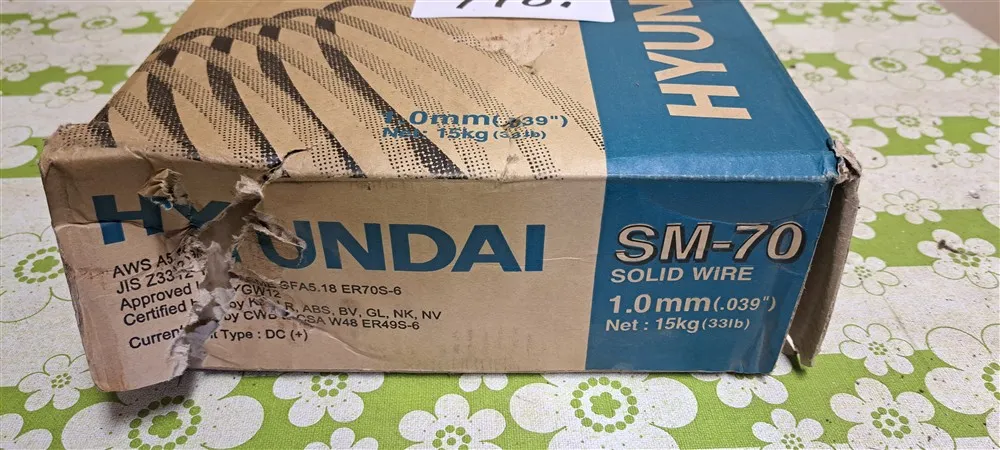 HYUN
1.0mm(.039")
Net : 15kg(33lb)
HYUNDAI
SM-70
SOLID WIRE
1.0mm(.039")
Net : 15kg(33lb)
AWS A5
SFA5.18 ER70S-6
JIS Z33 YGW12
Approved R, ABS, BV, GL, NK, NV
Certified by CWB CSA W48 ER49S-6
Current Type : DC (+)